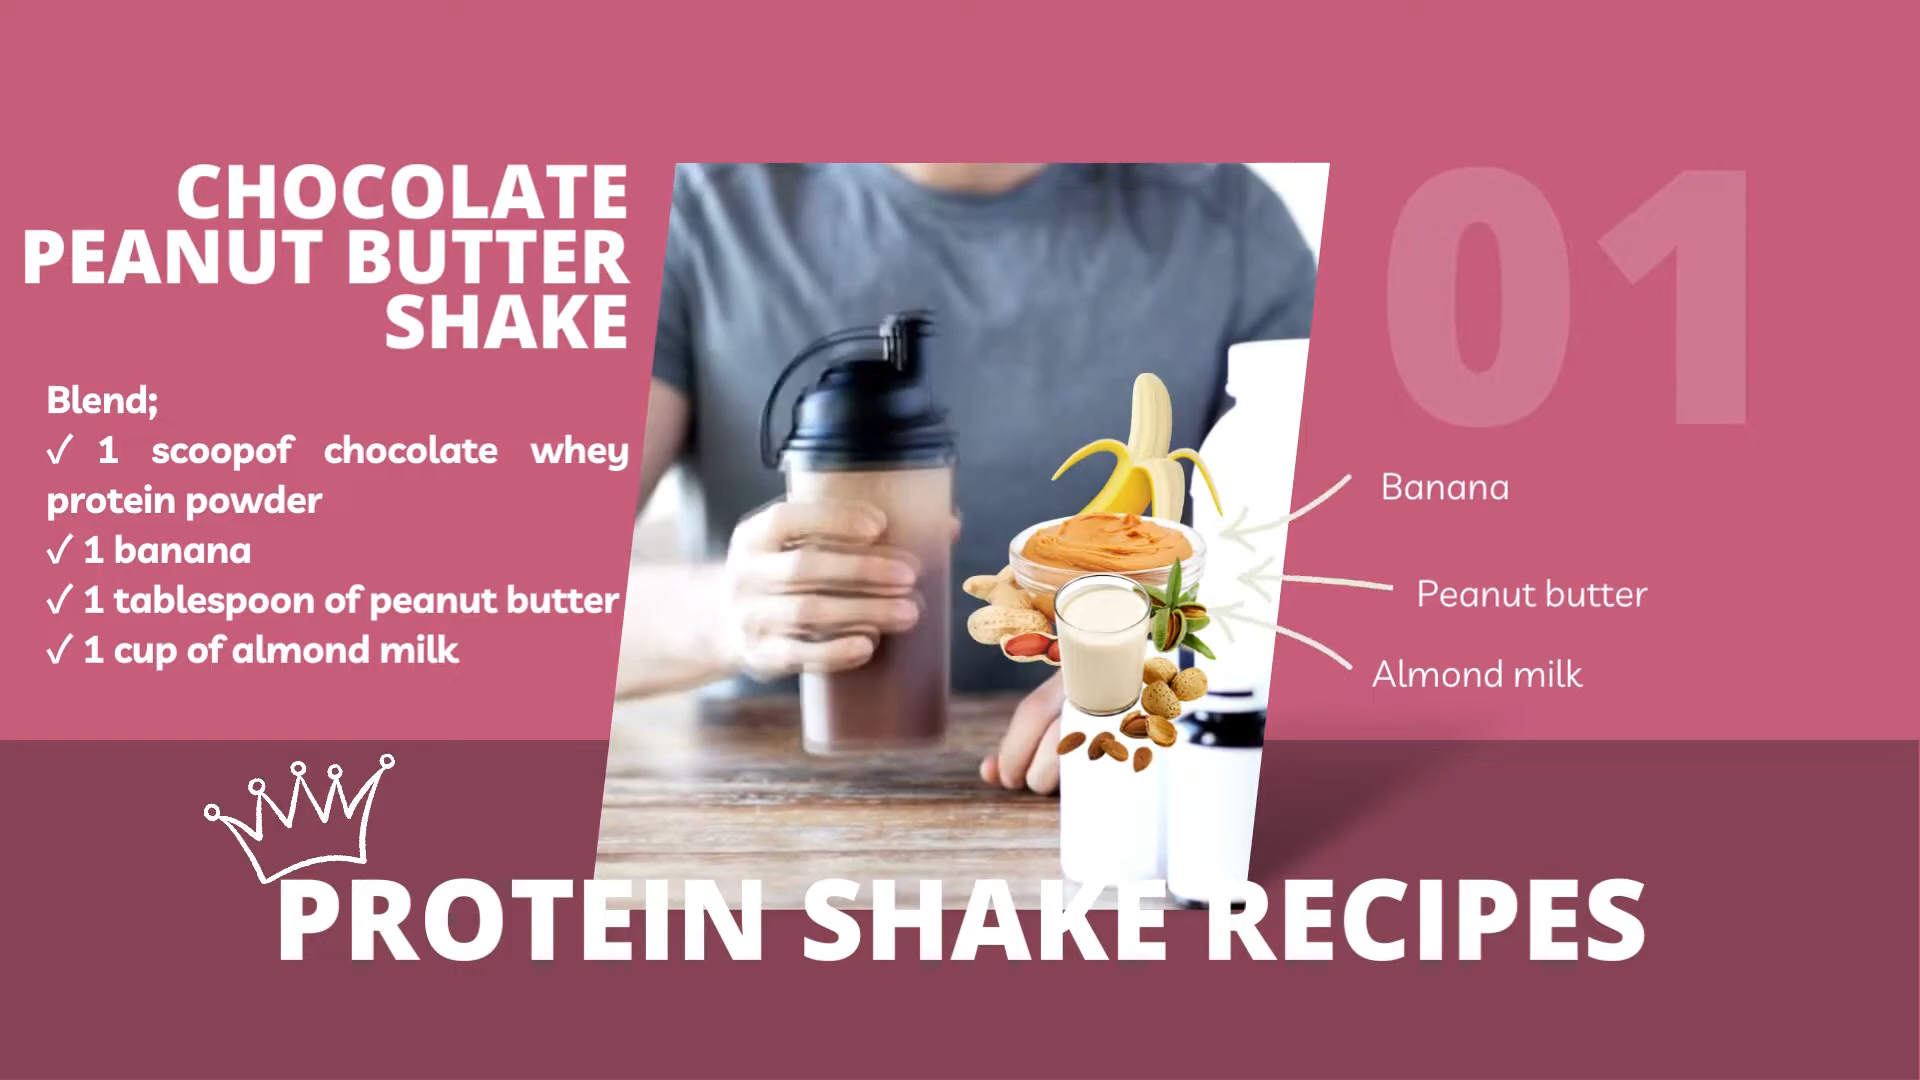 CHOCOLATE
PEANUT BUTTER
SHAKE
Blend;
✓ 1 scoopof chocolate whey
protein powder
✓ 1 banana
✓ 1 tablespoon of peanut butter
✓ 1 cup of almond milk
01
Banana
Peanut butter
Almond milk
PROTEIN SHAKE RECIPES